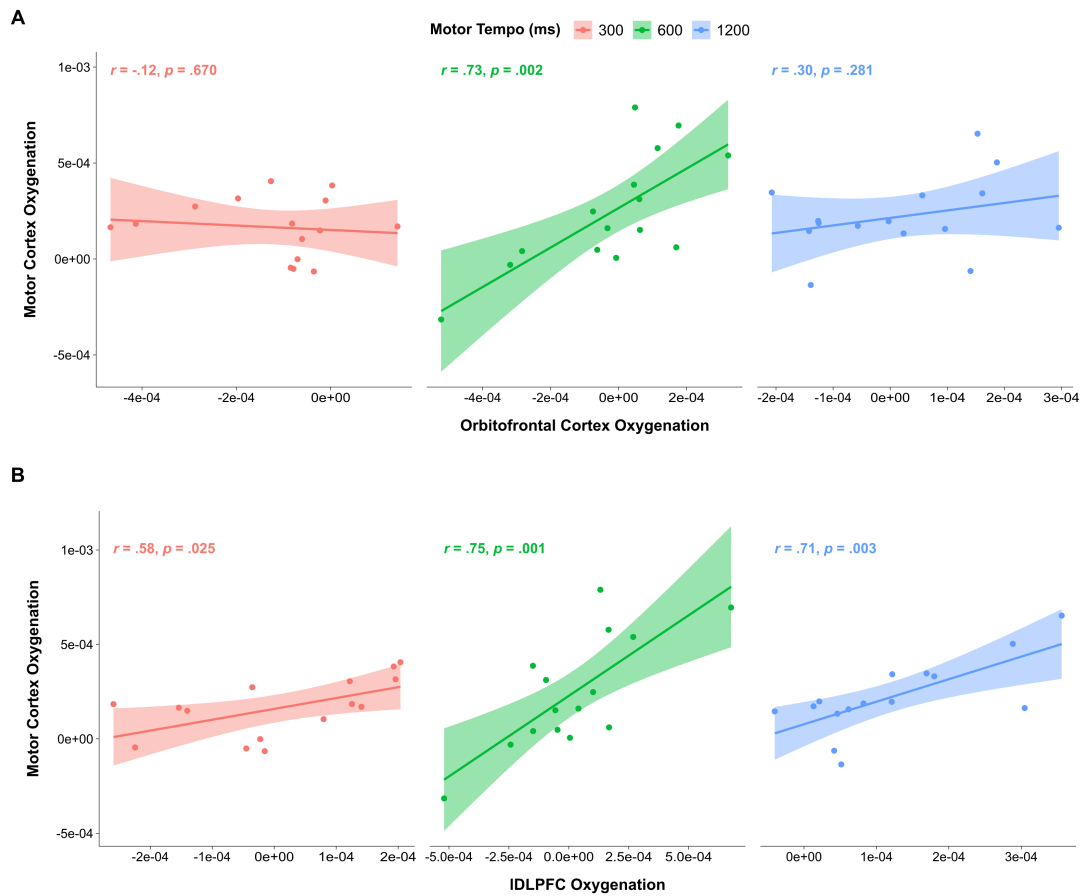 A
Motor Tempo (ms) 300 600 1200
r = -.12, p = .670 r = .73, p = .002 r = .30, p = .281
1e-03
5e-04
0e+00
-5e-04
Motor Cortex Oxygenation
-4e-04 -2e-04 0e+00 -4e-04 -2e-04 0e+00 2e-04 -2e-04 -1e-04 0e+00 1e-04 2e-04 3e-04
Orbitofrontal Cortex Oxygenation
B
r = .58, p = .025 r = .75, p = .001 r = .71, p = .003
1e-03
5e-04
0e+00
-5e-04
Motor Cortex Oxygenation
-2e-04 -1e-04 0e+00 1e-04 2e-04 -5.0e-04 -2.5e-04 0.0e+00 2.5e-04 5.0e-04 0e+00 1e-04 2e-04 3e-04
lDLPFC Oxygenation